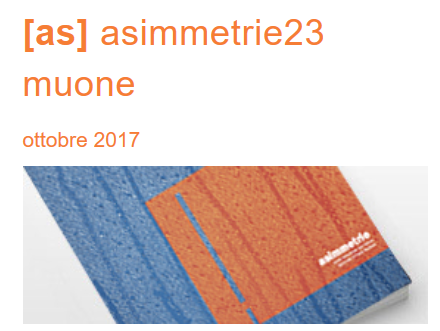 [as] asimmetrie23
muone
ottobre 2017
asimmetrie